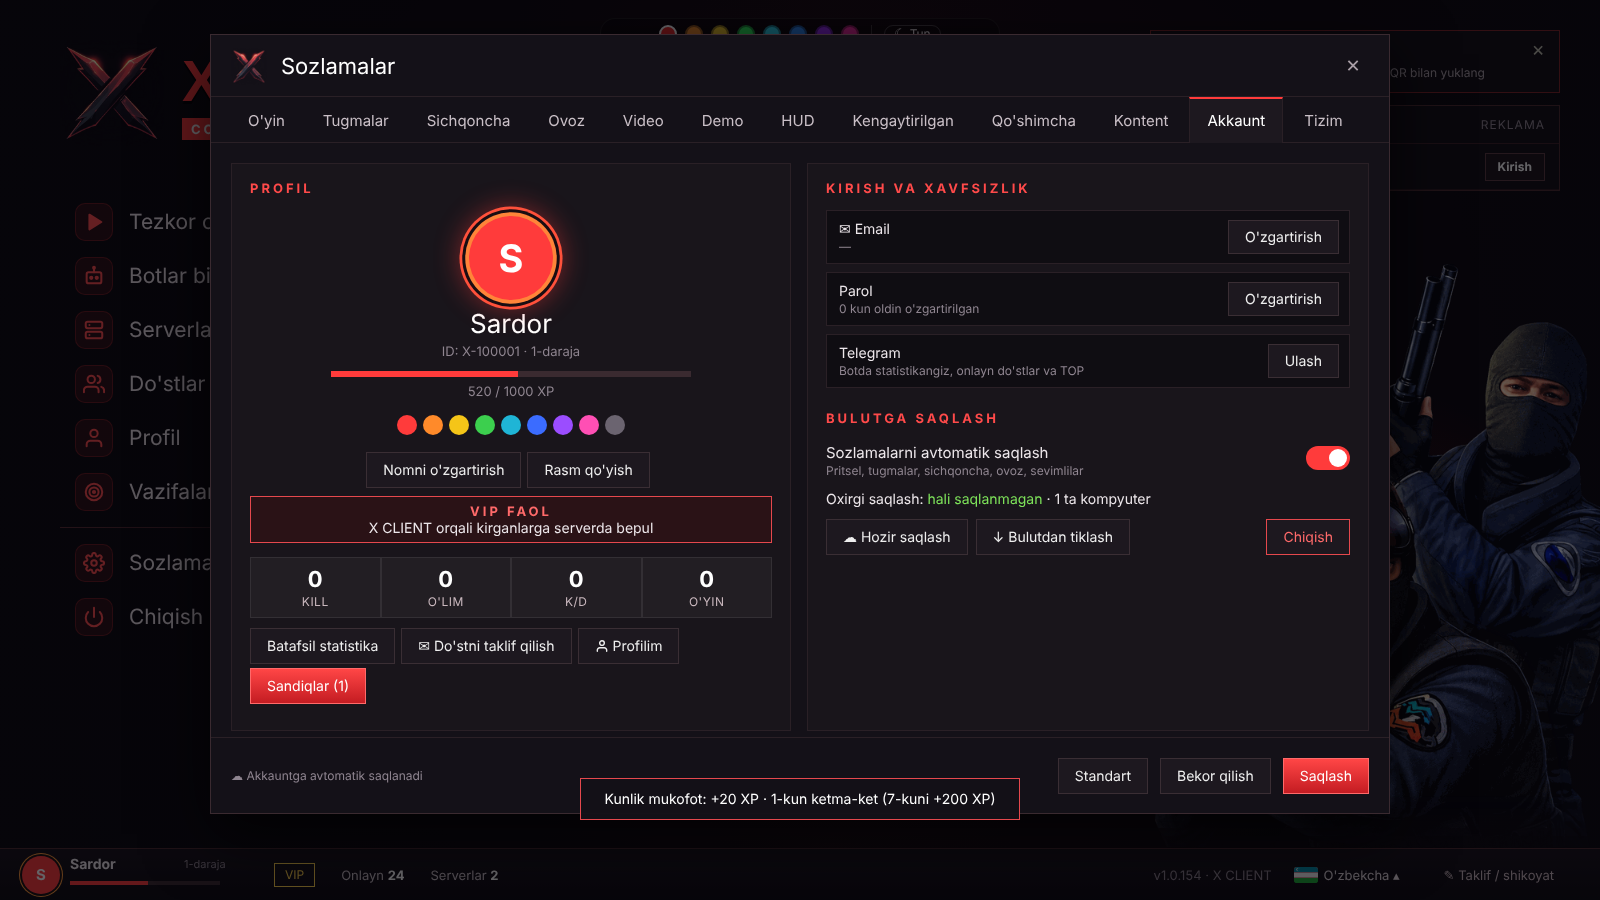 Tun
X
CO
QR bilan yuklang
REKLAMA
Kirish
Sozlamalar
O'yin
Tugmalar
Sichqoncha
Ovoz
Video
Demo
HUD
Kengaytirilgan
Qo'shimcha
Kontent
Akkaunt
Tizim
Tezkor
Botlar bi
Serverla
Do'stlar
Profil
Vazifalar
Sozlama
Chiqish
PROFIL
S
Sardor
ID: X-100001 · 1-daraja
520 / 1000 XP
Nomni o'zgartirish
Rasm qo'yish
VIP FAOL
X CLIENT orqali kirganlarga serverda bepul
0
KILL
0
O'LIM
0
K/D
0
O'YIN
Batafsil statistika
✉ Do'stni taklif qilish
Profilim
Sandiqlar (1)
KIRISH VA XAVFSIZLIK
✉ Email
—
O'zgartirish
Parol
0 kun oldin o'zgartirilgan
O'zgartirish
Telegram
Botda statistikangiz, onlayn do'stlar va TOP
Ulash
BULUTGA SAQLASH
Sozlamalarni avtomatik saqlash
Pritsel, tugmalar, sichqoncha, ovoz, sevimlilar
Oxirgi saqlash: hali saqlanmagan · 1 ta kompyuter
☁ Hozir saqlash
↓ Bulutdan tiklash
Chiqish
☁ Akkauntga avtomatik saqlanadi
Standart
Bekor qilish
Saqlash
Kunlik mukofot: +20 XP · 1-kun ketma-ket (7-kuni +200 XP)
S
Sardor
1-daraja
VIP
Onlayn 24
Serverlar 2
v1.0.154 · X CLIENT
O'zbekcha ▴
✎ Taklif / shikoyat